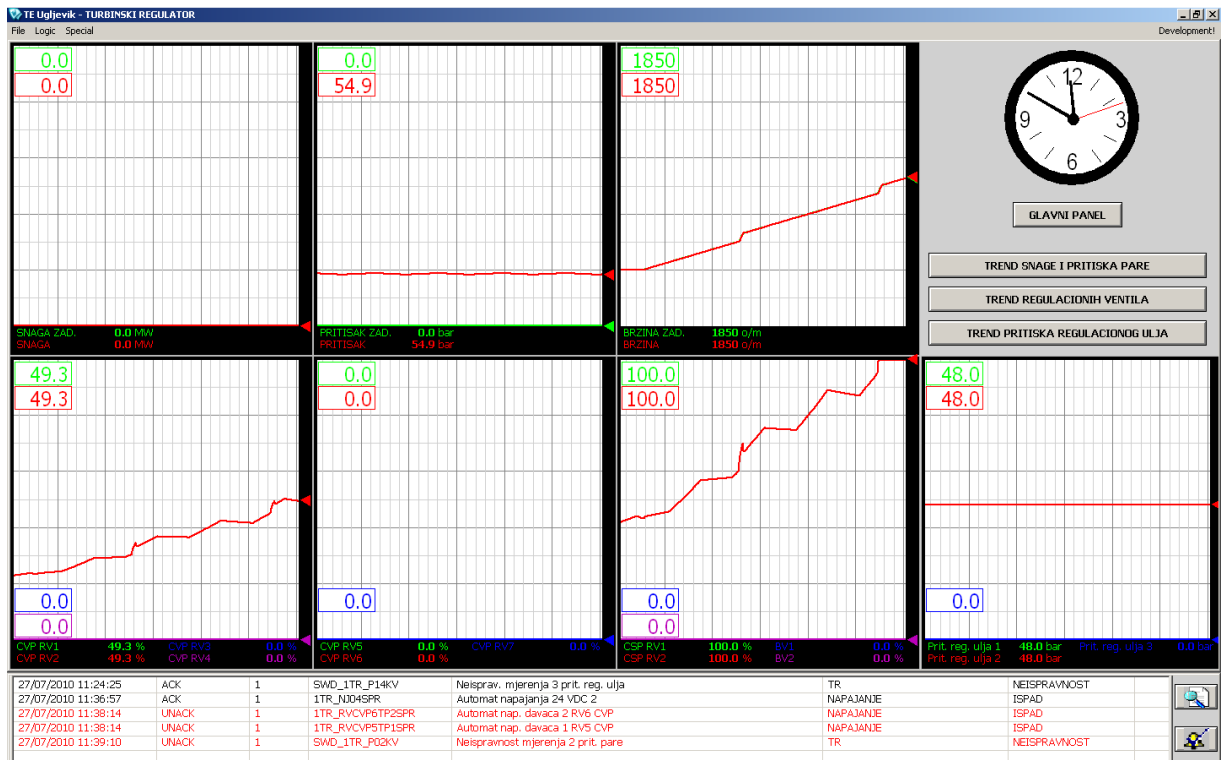 TE Ugljevik - TURBINSKI REGULATOR
File Logic Special Development!
0.0
0.0
SNAGA ZAD. 0.0 MW
SNAGA 0.0 MW
0.0
54.9
PRITISAK ZAD. 0.0 bar
PRITISAK 54.9 bar
1850
1850
BRZINA ZAD. 1850 o/m
BRZINA 1850 o/m
12
9 3
6
GLAVNI PANEL
TREND SNAGE I PRITISKA PARE
TREND REGULACIONIH VENTILA
TREND PRITISKA REGULACIONOG ULJA
49.3
49.3
0.0
0.0
CVP RV1 49.3 % CVP RV3 0.0 %
CVP RV2 49.3 % CVP RV4 0.0 %
0.0
0.0
0.0
CVP RV5 0.0 % CVP RV7 0.0 %
CVP RV6 0.0 %
100.0
100.0
0.0
0.0
CSP RV1 100.0 % BV1 0.0 %
CSP RV2 100.0 % BV2 0.0 %
48.0
48.0
0.0
Prit. reg. ulja 1 48.0 bar Prit. reg. ulja 3 0.0 bar
Prit. reg. ulja 2 48.0 bar
27/07/2010 11:24:25 ACK 1 SWD_1TR_P14KV Neisprav. mjerenja 3 prit. reg. ulja TR NEISPRAVNOST
27/07/2010 11:36:57 ACK 1 1TR_NJ04SPR Automat napajanja 24 VDC 2 NAPAJANJE ISPAD
27/07/2010 11:38:14 UNACK 1 1TR_RVCVP6TP2SPR Automat nap. davaca 2 RV6 CVP NAPAJANJE ISPAD
27/07/2010 11:38:14 UNACK 1 1TR_RVCVP5TP1SPR Automat nap. davaca 1 RV5 CVP NAPAJANJE ISPAD
27/07/2010 11:39:10 UNACK 1 SWD_1TR_P02KV Neispravnost mjerenja 2 prit. pare TR NEISPRAVNOST